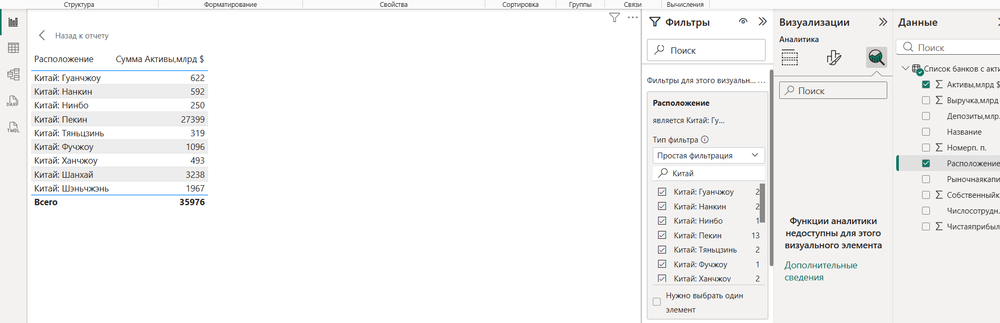 Структура Форматирование Свойства Сортировка Группы Связи Вычисления
Назад к отчету
Расположение Сумма Активы,млрд $
Китай: Гуанчжоу 622
Китай: Нанкин 592
Китай: Нинбо 250
Китай: Пекин 27399
Китай: Тяньцзинь 319
Китай: Фучжоу 1096
Китай: Ханчжоу 493
Китай: Шанхай 3238
Китай: Шэньчжэнь 1967
Всего 35976
DAX
TMDL
Фильтры
Поиск
Фильтры для этого визуальн... ...
Расположение
является Китай: Гу...
Тип фильтра
Простая фильтрация
Китай
Китай: Гуанчжоу 2
Китай: Нанкин 2
Китай: Нинбо 1
Китай: Пекин 13
Китай: Тяньцзинь 2
Китай: Фучжоу 1
Китай: Ханчжоу 2
Нужно выбрать один
элемент
Визуализации
Аналитика
Поиск
Функции аналитики
недоступны для этого
визуального элемента
Дополнительные
сведения
Данные
Поиск
Список банков с акти
Активы,млрд $
Выручка,млрд
Депозиты,млр.
Название
Номерп. п.
Расположение
Рыночнаякапи
Собственныйк
Числосотрудн.
Чистаяприбыл